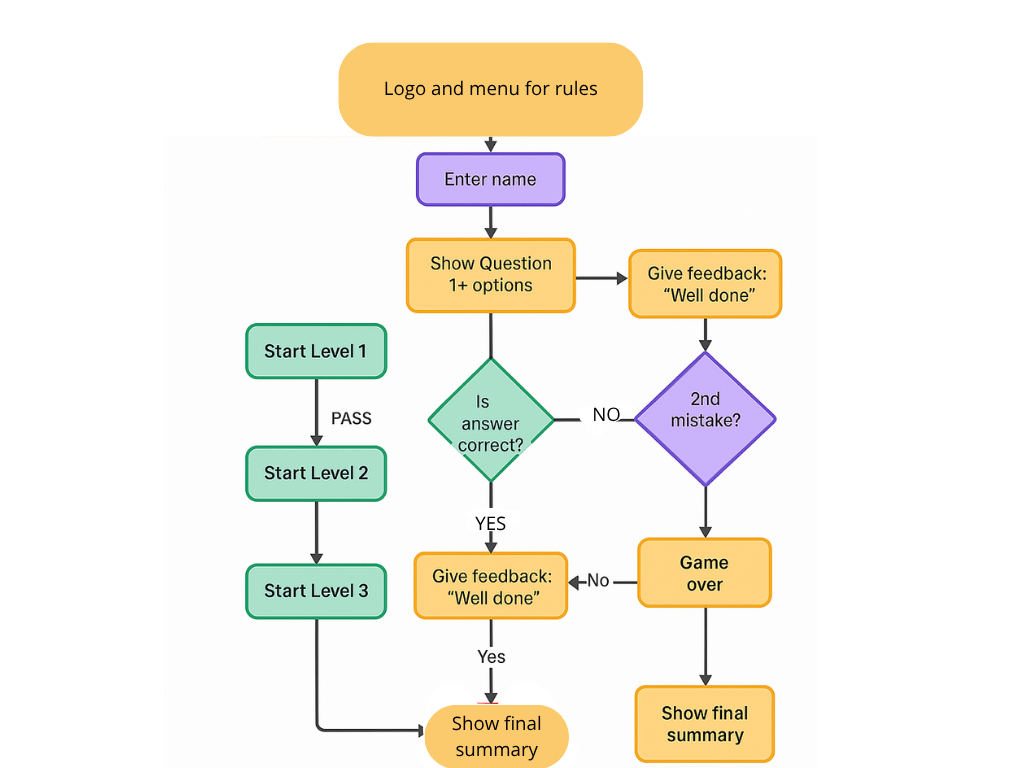 Logo and menu for rules
Enter name
Show Question
1+ options
Give feedback:
“Well done”
Start Level 1
PASS
Start Level 2
Start Level 3
Is
answer
correct?
NO
2nd
mistake?
YES
Give feedback:
“Well done”
No
Game
over
Yes
Show final
summary
Show final
summary